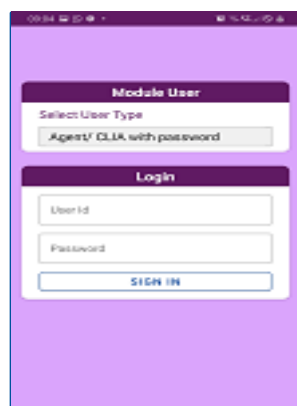 Module User
Select User Type
Agent/ CLIA with password
Login
User Id
Password
SIGN IN